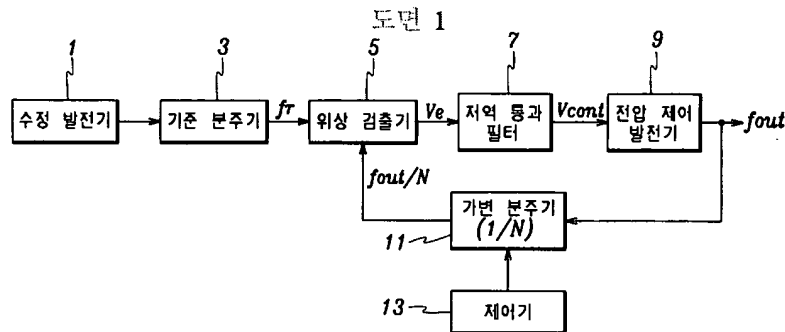 도면 1
1
3
5
7
9
수정 발전기
기준 분주기
fr
위상 검출기
Ve
저역 통과
필터
Vcont
전압 제어
발전기
fout
fout/N
가변 분주기
(1/N)
11
13
제어기